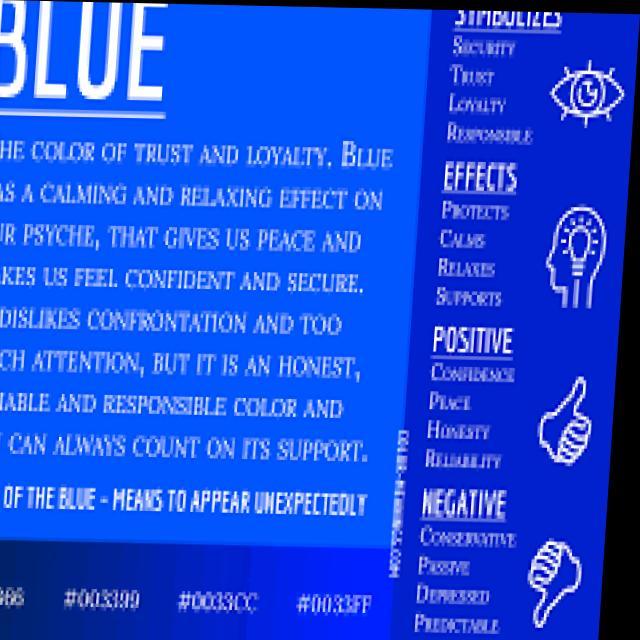 BLUE
HE COLOR OF TRUST AND LOYALTY. BLUE
AS A CALMING AND RELAXING EFFECT ON
UR PSYCHE, THAT GIVES US PEACE AND
AKES US FEEL CONFIDENT AND SECURE.
DISLIKES CONFRONTATION AND TOO
CH ATTENTION, BUT IT IS AN HONEST,
IABLE AND RESPONSIBLE COLOR AND
CAN ALWAYS COUNT ON ITS SUPPORT.
OF THE BLUE - MEANS TO APPEAR UNEXPECTEDLY
#003399 #0033CC #0033FF
SYMBOLIZES
SECURITY
TRUST
LOYALTY
RESPONSIBLE
EFFECTS
PROTECTS
CALMS
RELAXES
SUPPORTS
POSITIVE
CONFIDENCE
PEACE
HONESTY
RELIABILITY
NEGATIVE
CONSERVATIVE
PASSIVE
DEPRESSED
PREDICTABLE